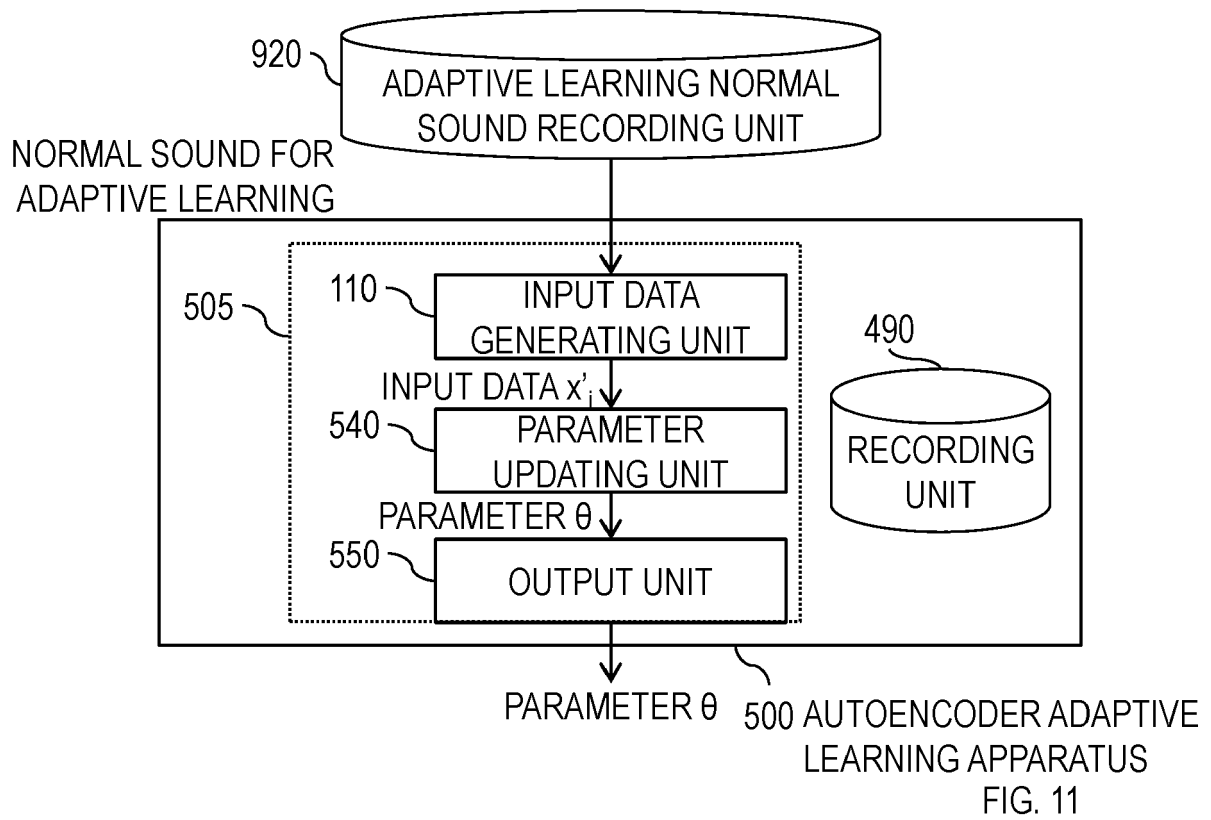 920
ADAPTIVE LEARNING NORMAL
SOUND RECORDING UNIT
NORMAL SOUND FOR
ADAPTIVE LEARNING
505
110
INPUT DATA
GENERATING UNIT
490
INPUT DATA x'i
540
PARAMETER
UPDATING UNIT
RECORDING
UNIT
PARAMETER θ
550
OUTPUT UNIT
PARAMETER θ
500 AUTOENCODER ADAPTIVE
LEARNING APPARATUS
FIG. 11